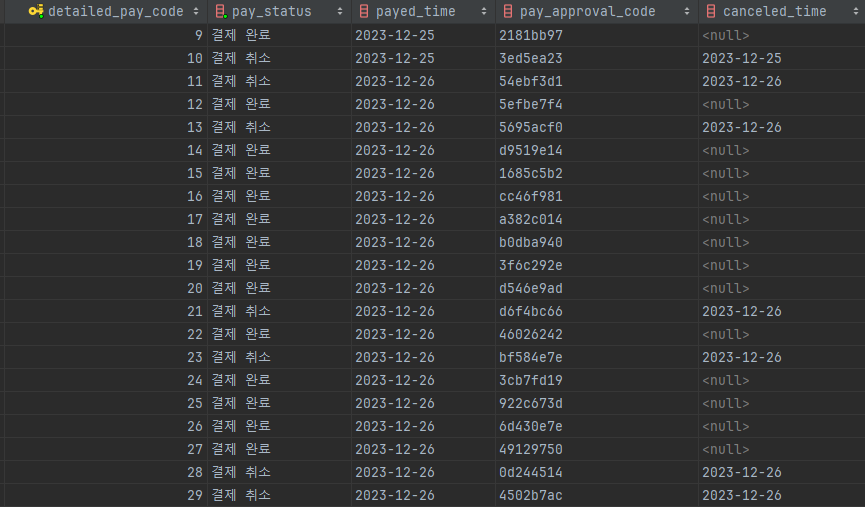 detailed_pay_code pay_status payed_time pay_approval_code canceled_time
9 결제 완료 2023-12-25 2181bb97 <null>
10 결제 취소 2023-12-25 3ed5ea23 2023-12-25
11 결제 취소 2023-12-26 54ebf3d1 2023-12-26
12 결제 완료 2023-12-26 5efbe7f4 <null>
13 결제 취소 2023-12-26 5695acf0 2023-12-26
14 결제 완료 2023-12-26 d9519e14 <null>
15 결제 완료 2023-12-26 1685c5b2 <null>
16 결제 완료 2023-12-26 cc46f981 <null>
17 결제 완료 2023-12-26 a382c014 <null>
18 결제 완료 2023-12-26 b0dba940 <null>
19 결제 완료 2023-12-26 3f6c292e <null>
20 결제 완료 2023-12-26 d546e9ad <null>
21 결제 취소 2023-12-26 d6f4bc66 2023-12-26
22 결제 완료 2023-12-26 46026242 <null>
23 결제 취소 2023-12-26 bf584e7e 2023-12-26
24 결제 완료 2023-12-26 3cb7fd19 <null>
25 결제 완료 2023-12-26 922c673d <null>
26 결제 완료 2023-12-26 6d430e7e <null>
27 결제 완료 2023-12-26 49129750 <null>
28 결제 취소 2023-12-26 0d244514 2023-12-26
29 결제 취소 2023-12-26 4502b7ac 2023-12-26